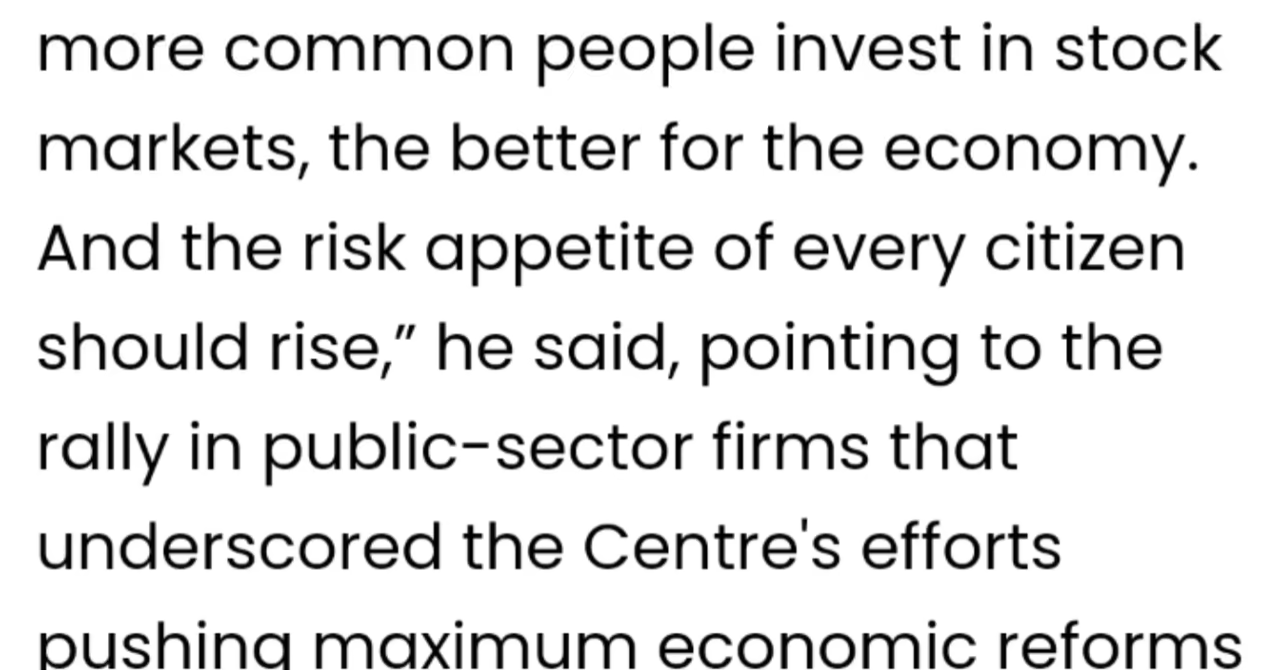 more common people invest in stock
markets, the better for the economy.
And the risk appetite of every citizen
should rise,” he said, pointing to the
rally in public-sector firms that
underscored the Centre's efforts
pushing maximum economic reforms